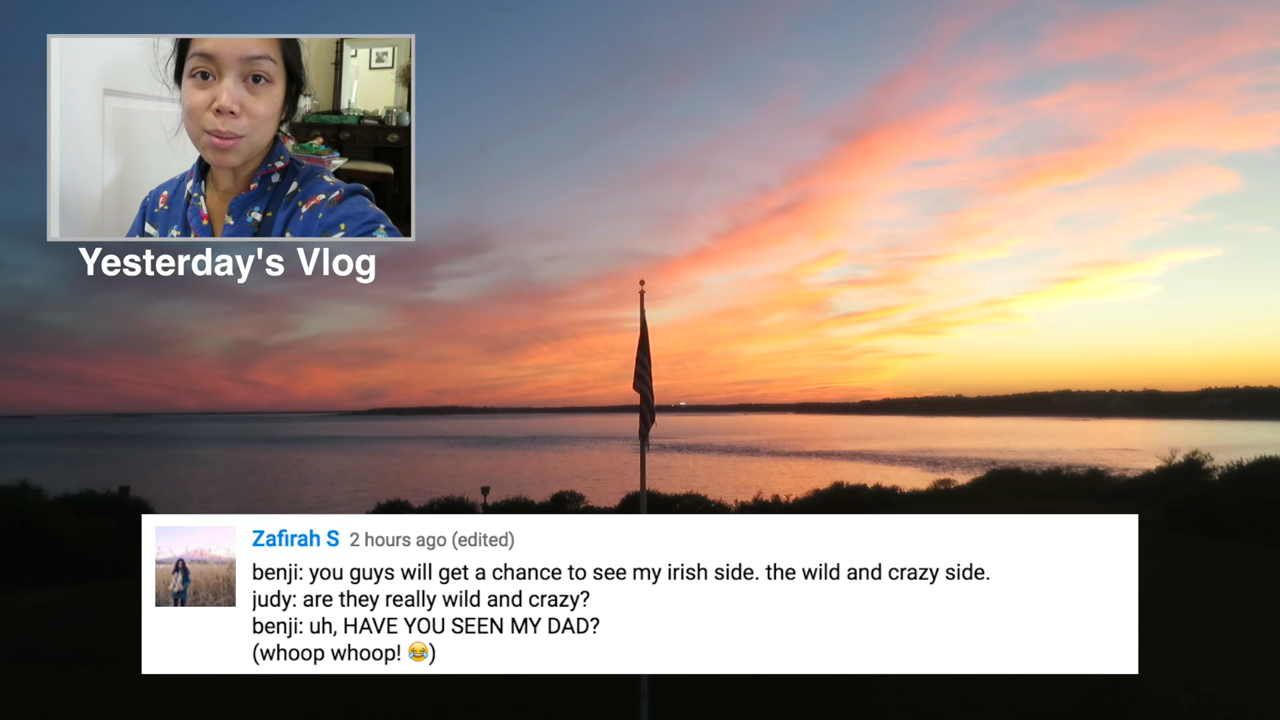 Yesterday's Vlog
Zafirah S 2 hours ago (edited)
benji: you guys will get a chance to see my irish side. the wild and crazy side.
judy: are they really wild and crazy?
benji: uh, HAVE YOU SEEN MY DAD?
(whoop whoop! 😂)